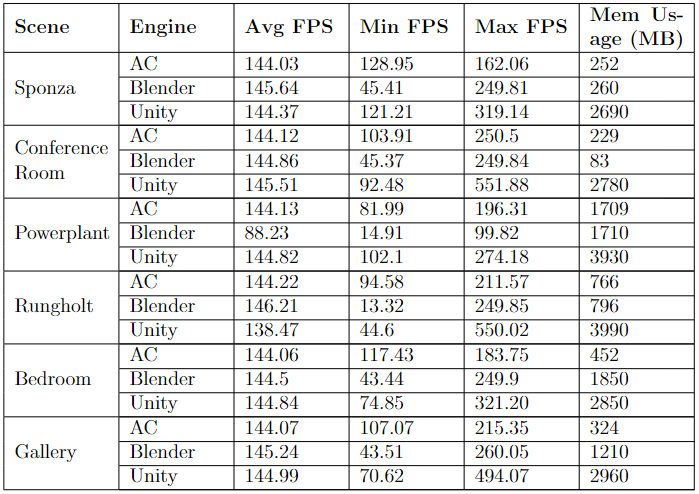 Scene Engine Avg FPS Min FPS Max FPS Mem Us-
age (MB)
Sponza AC 144.03 128.95 162.06 252
Blender 145.64 45.41 249.81 260
Unity 144.37 121.21 319.14 2690
Conference
Room AC 144.12 103.91 250.5 229
Blender 144.86 45.37 249.84 83
Unity 145.51 92.48 551.88 2780
Powerplant AC 144.13 81.99 196.31 1709
Blender 88.23 14.91 99.82 1710
Unity 144.82 102.1 274.18 3930
Rungholt AC 144.22 94.58 211.57 766
Blender 146.21 13.32 249.85 796
Unity 138.47 44.6 550.02 3990
Bedroom AC 144.06 117.43 183.75 452
Blender 144.5 43.44 249.9 1850
Unity 144.84 74.85 321.20 2850
Gallery AC 144.07 107.07 215.35 324
Blender 145.24 43.51 260.05 1210
Unity 144.99 70.62 494.07 2960